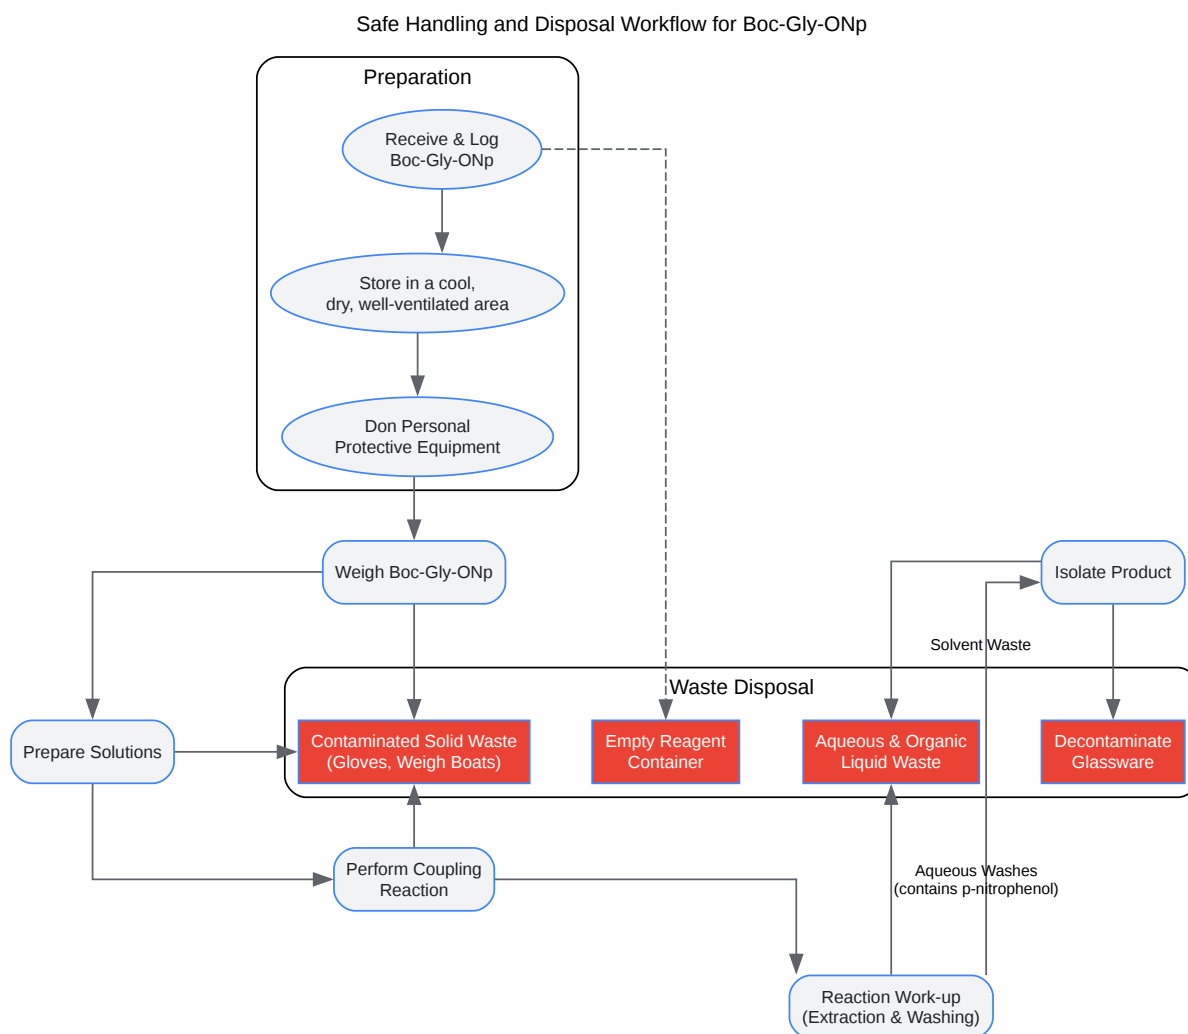 Safe Handling and Disposal Workflow for Boc-Gly-ONp
Preparation
Receive & Log
Boc-Gly-ONp
Store in a cool,
dry, well-ventilated area
Don Personal
Protective Equipment
Weigh Boc-Gly-ONp
Isolate Product
Solvent Waste
Waste Disposal
Prepare Solutions
Contaminated Solid Waste
(Gloves, Weigh Boats)
Empty Reagent
Container
Aqueous & Organic
Liquid Waste
Decontaminate
Glassware
Perform Coupling
Reaction
Aqueous Washes
(contains p-nitrophenol)
Reaction Work-up
(Extraction & Washing)